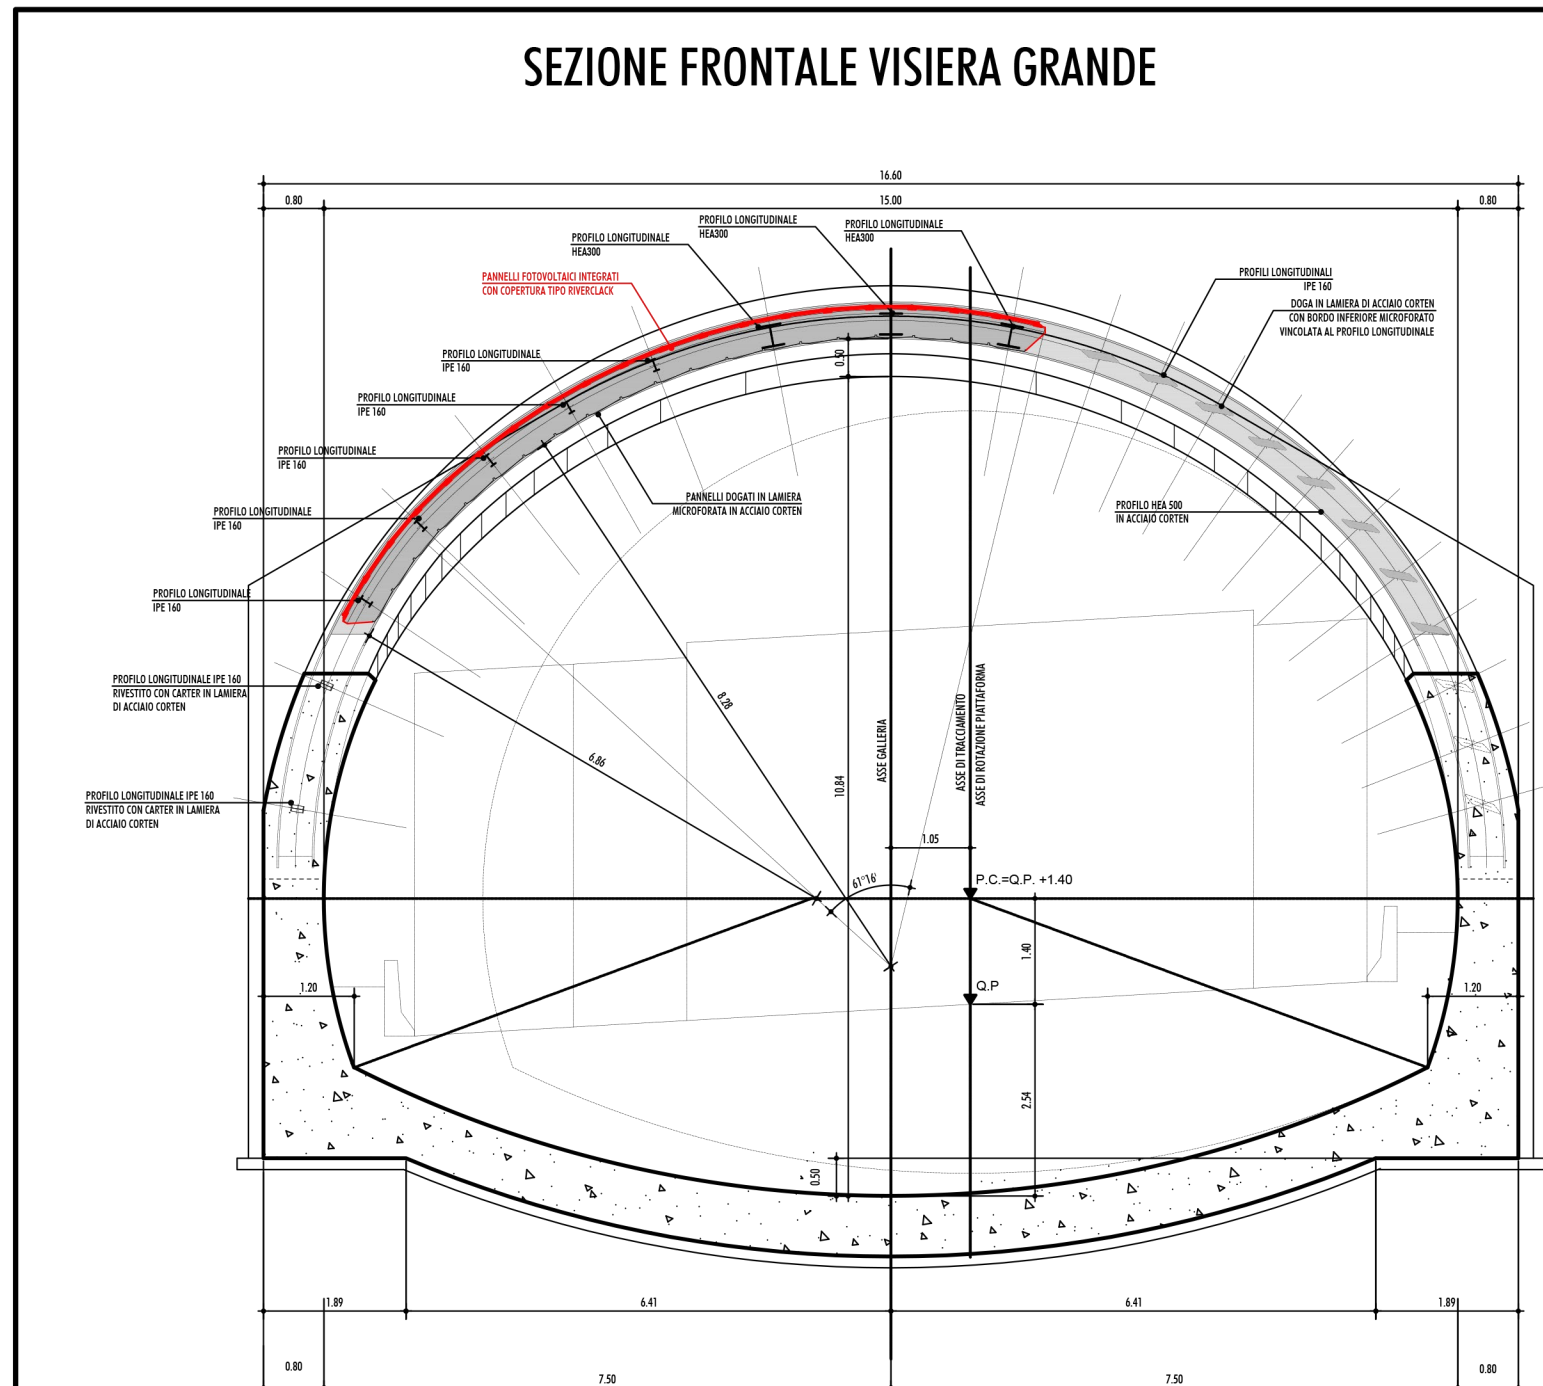 SEZIONE FRONTALE VISIERA GRANDE
16.60
0.80
15.00
0.80
PROFILO LONGITUDINALE
HEA300
PROFILO LONGITUDINALE
HEA300
PROFILO LONGITUDINALE
HEA300
PANNELLI FOTOVOLTAICI INTEGRATI
CON COPERTURA TIPO RIVERCLACK
PROFILI LONGITUDINALI
IPE 160
DOGA IN LAMIERA DI ACCIAIO CORTEN
CON BORDO INFERIORE MICROFORATO
VINCOLATA AL PROFILO LONGITUDINALE
PROFILO LONGITUDINALE
IPE 160
0.50
PROFILO LONGITUDINALE
IPE 160
PROFILO LONGITUDINALE
IPE 160
PANNELLI DOGATI IN LAMIERA
MICROFORATA IN ACCIAIO CORTEN
PROFILO HEA 500
IN ACCIAIO CORTEN
PROFILO LONGITUDINALE
IPE 160
PROFILO LONGITUDINALE
IPE 160
PROFILO LONGITUDINALE IPE 160
RIVESTITO CON CARTER IN LAMIERA
DI ACCIAIO CORTEN
8.28
6.86
ASSE GALLERIA
ASSE DI TRACCIAMENTO
ASSE DI ROTAZIONE PIATTAFORMA
10.84
PROFILO LONGITUDINALE IPE 160
RIVESTITO CON CARTER IN LAMIERA
DI ACCIAIO CORTEN
1.05
61°16'
P.C.=Q.P. +1.40
1.40
Q.P
1.20
1.20
2.54
0.50
1.89
6.41
6.41
1.89
0.80
7.50
7.50
0.80